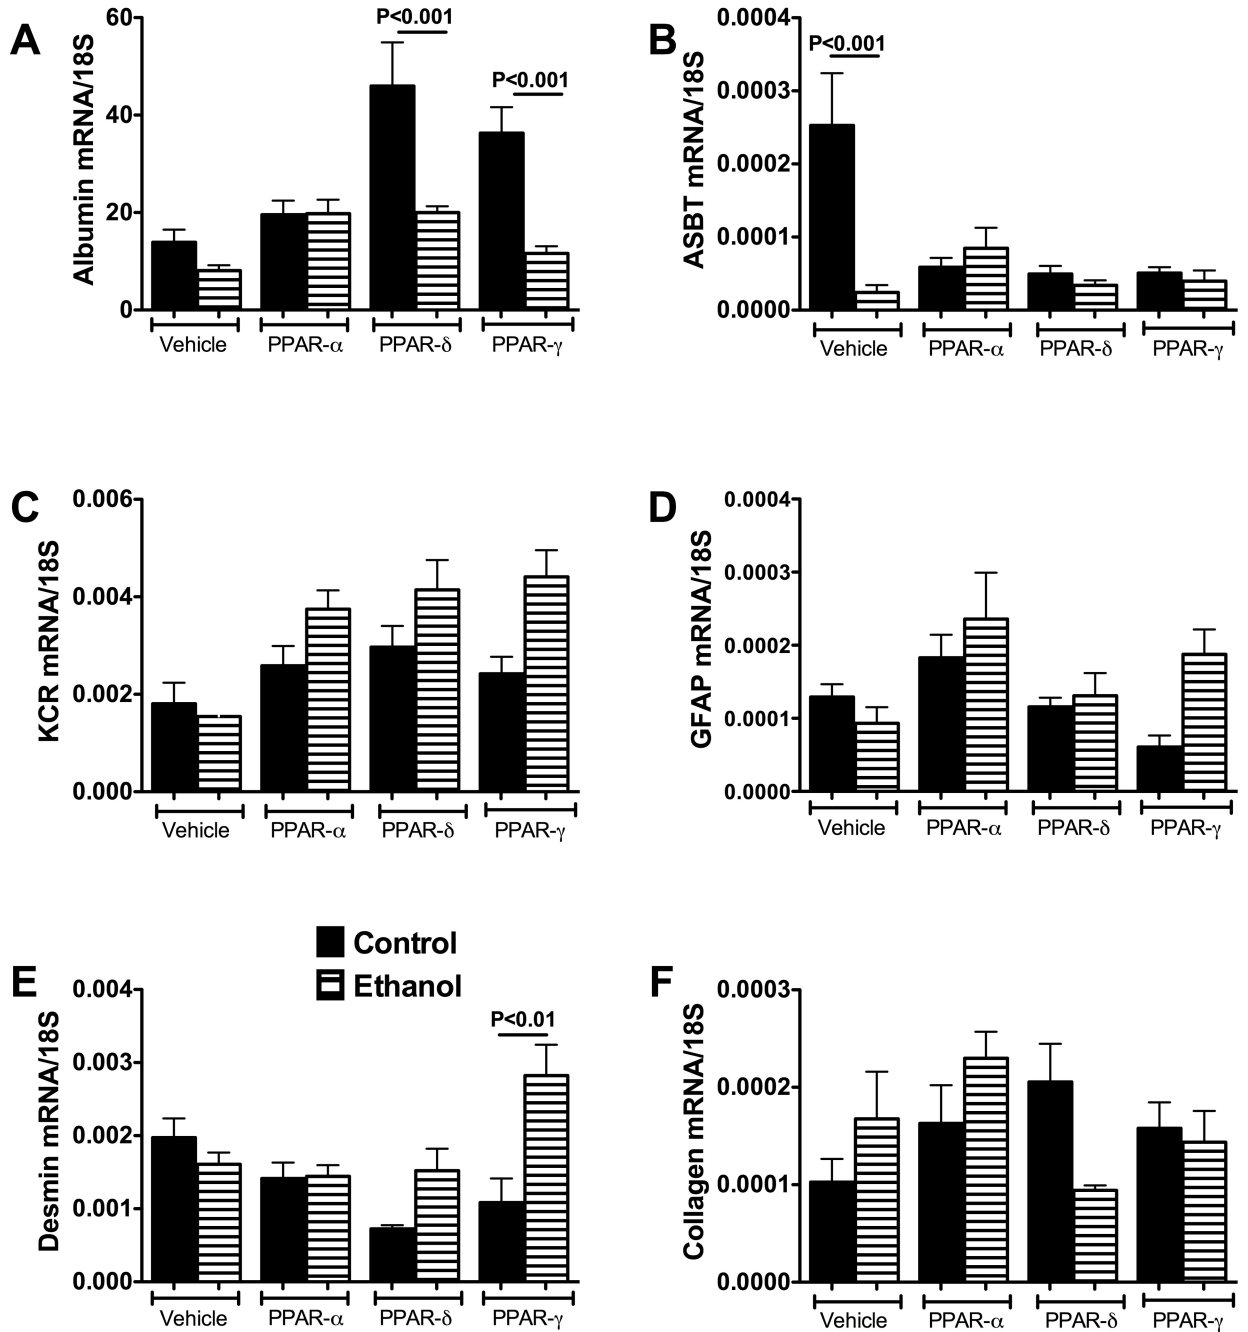 A
Albumin mRNA/18S
60
40
20
0
P<0.001
P<0.001
Vehicle PPAR-α PPAR-δ PPAR-γ
B
ASBT mRNA/18S
0.0004
0.0003
0.0002
0.0001
0.0000
P<0.001
Vehicle PPAR-α PPAR-δ PPAR-γ
C
KCR mRNA/18S
0.006
0.004
0.002
0.000
Vehicle PPAR-α PPAR-δ PPAR-γ
D
GFAP mRNA/18S
0.0004
0.0003
0.0002
0.0001
0.0000
Vehicle PPAR-α PPAR-δ PPAR-γ
Control
Ethanol
E
Desmin mRNA/18S
0.004
0.003
0.002
0.001
0.000
P<0.01
Vehicle PPAR-α PPAR-δ PPAR-γ
F
Collagen mRNA/18S
0.0003
0.0002
0.0001
0.0000
Vehicle PPAR-α PPAR-δ PPAR-γ